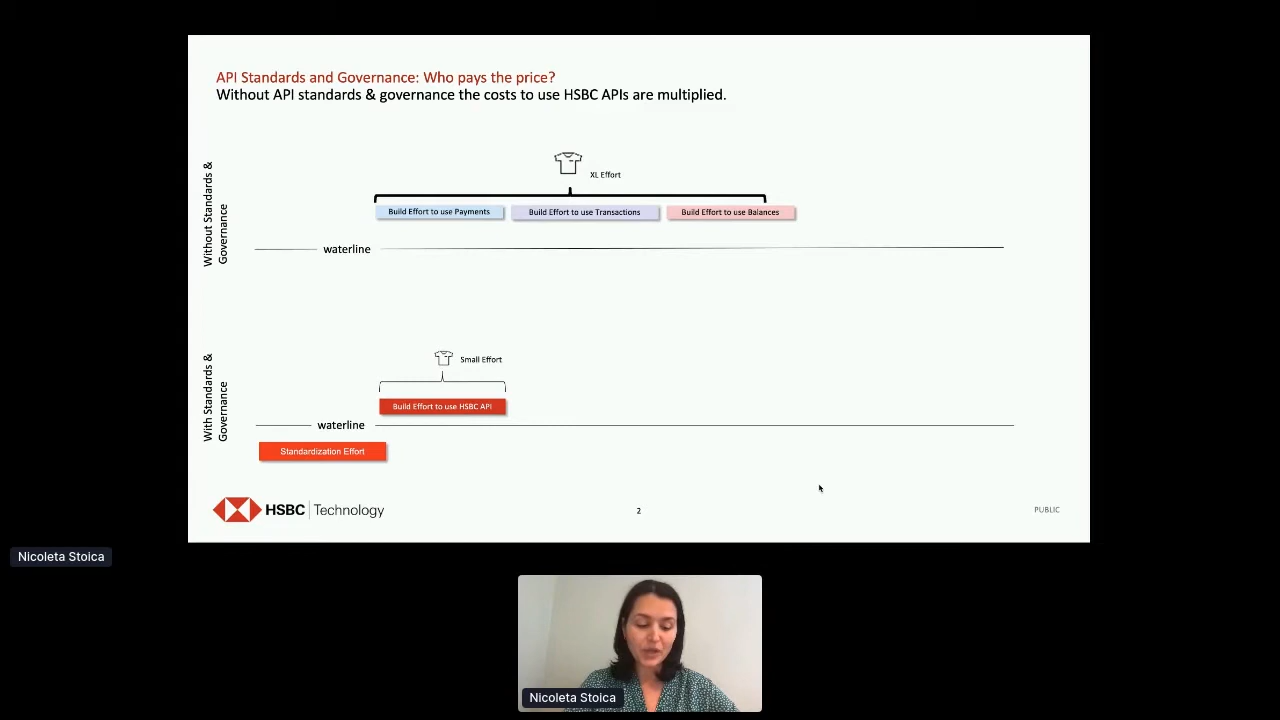 API Standards and Governance: Who pays the price?
Without API standards & governance the costs to use HSBC APIs are multiplied.
Without Standards &
Governance
XL Effort
Build Effort to use Payments
Build Effort to use Transactions
Build Effort to use Balances
waterline
With Standards &
Governance
Small Effort
Build Effort to use HSBC API
waterline
Standardization Effort
HSBC | Technology
2
PUBLIC
Nicoleta Stoica
Nicoleta Stoica